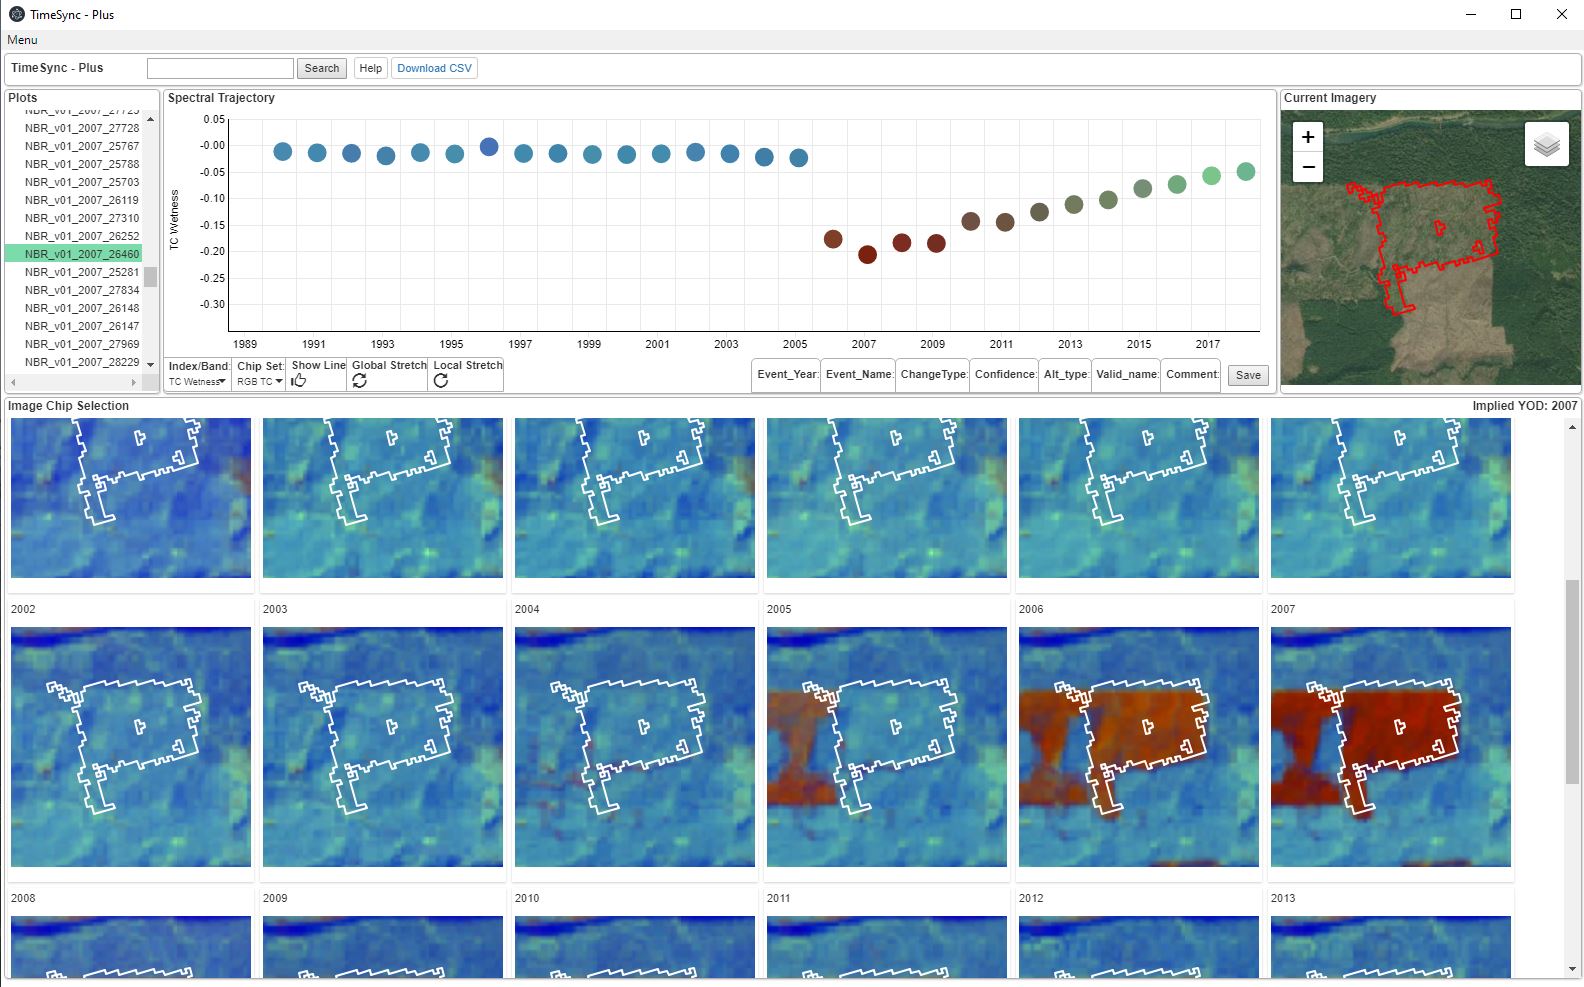 TimeSync - Plus
Menu
TimeSync - Plus Search Help Download CSV
Plots
NBR_v01_2007_27725
NBR_v01_2007_27728
NBR_v01_2007_25767
NBR_v01_2007_25788
NBR_v01_2007_25703
NBR_v01_2007_26119
NBR_v01_2007_27310
NBR_v01_2007_26252
NBR_v01_2007_26460
NBR_v01_2007_25281
NBR_v01_2007_27834
NBR_v01_2007_26148
NBR_v01_2007_26147
NBR_v01_2007_27969
NBR_v01_2007_28229
Spectral Trajectory
TC Wetness
0.05
-0.00
-0.05
-0.10
-0.15
-0.20
-0.25
-0.30
1989 1991 1993 1995 1997 1999 2001 2003 2005 2007 2009 2011 2013 2015 2017
Index/Band: Chip Set: Show Line Global Stretch Local Stretch
TC Wetness RGB TC
Event_Year: Event_Name: ChangeType: Confidence: Alt_type: Valid_name: Comment: Save
Current Imagery
+
−
Image Chip Selection Implied YOD: 2007
2002 2003 2004 2005 2006 2007
2008 2009 2010 2011 2012 2013